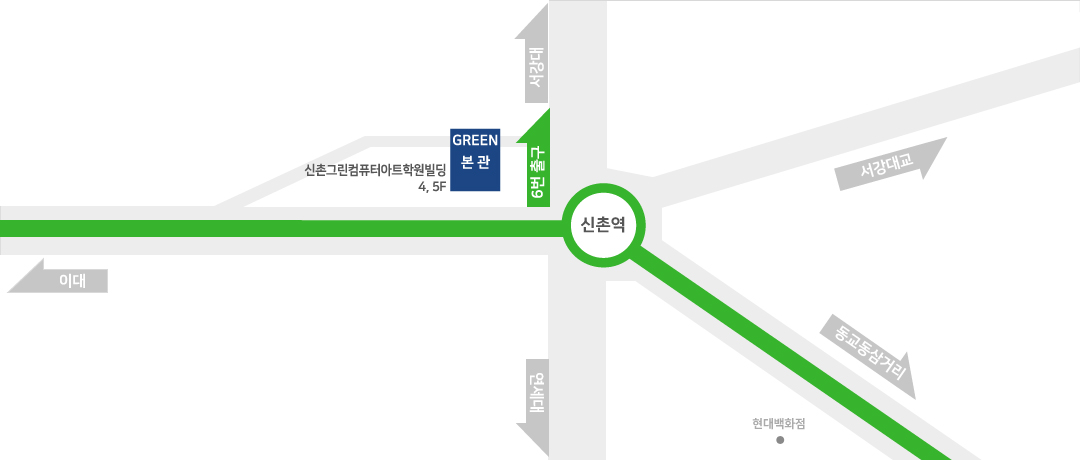 서강대
GREEN
본 관
6번 출구
신촌그린컴퓨터아트학원빌딩
4, 5F
서강대교
신촌역
이대
동교동삼거리
연세대
현대백화점